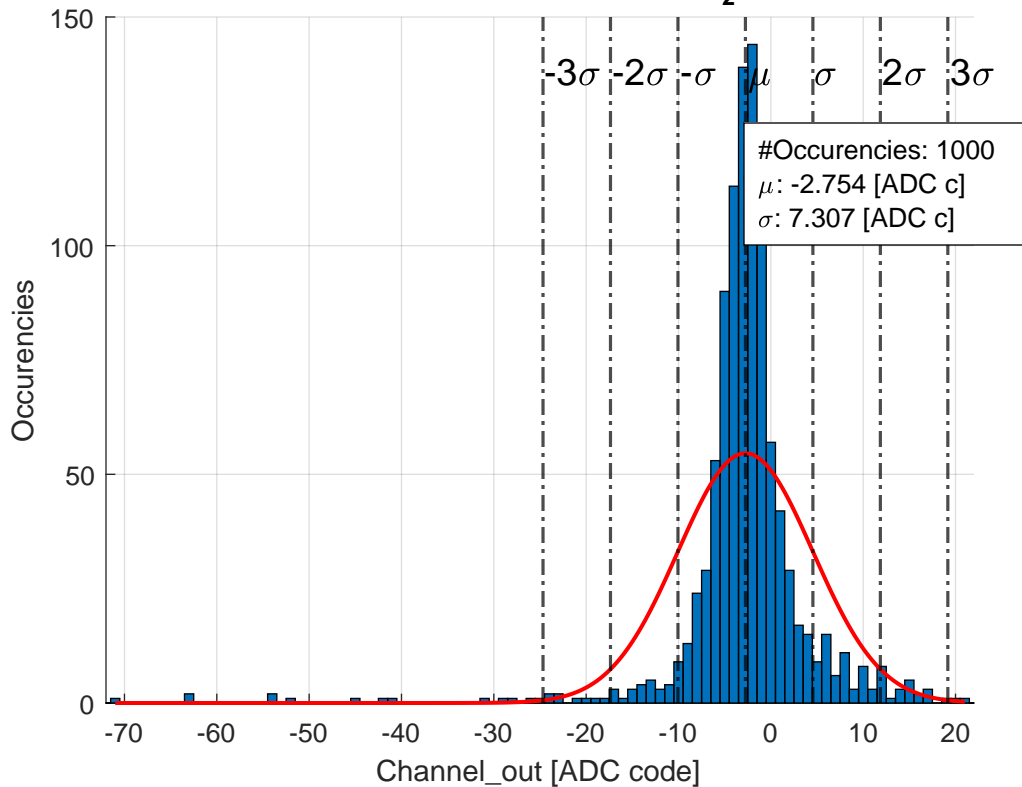 2
150
-3σ -2σ -σ μ σ 2σ 3σ
#Occurencies: 1000
μ: -2.754 [ADC c]
σ: 7.307 [ADC c]
100
50
0
Occurencies
-70 -60 -50 -40 -30 -20 -10 0 10 20
Channel_out [ADC code]